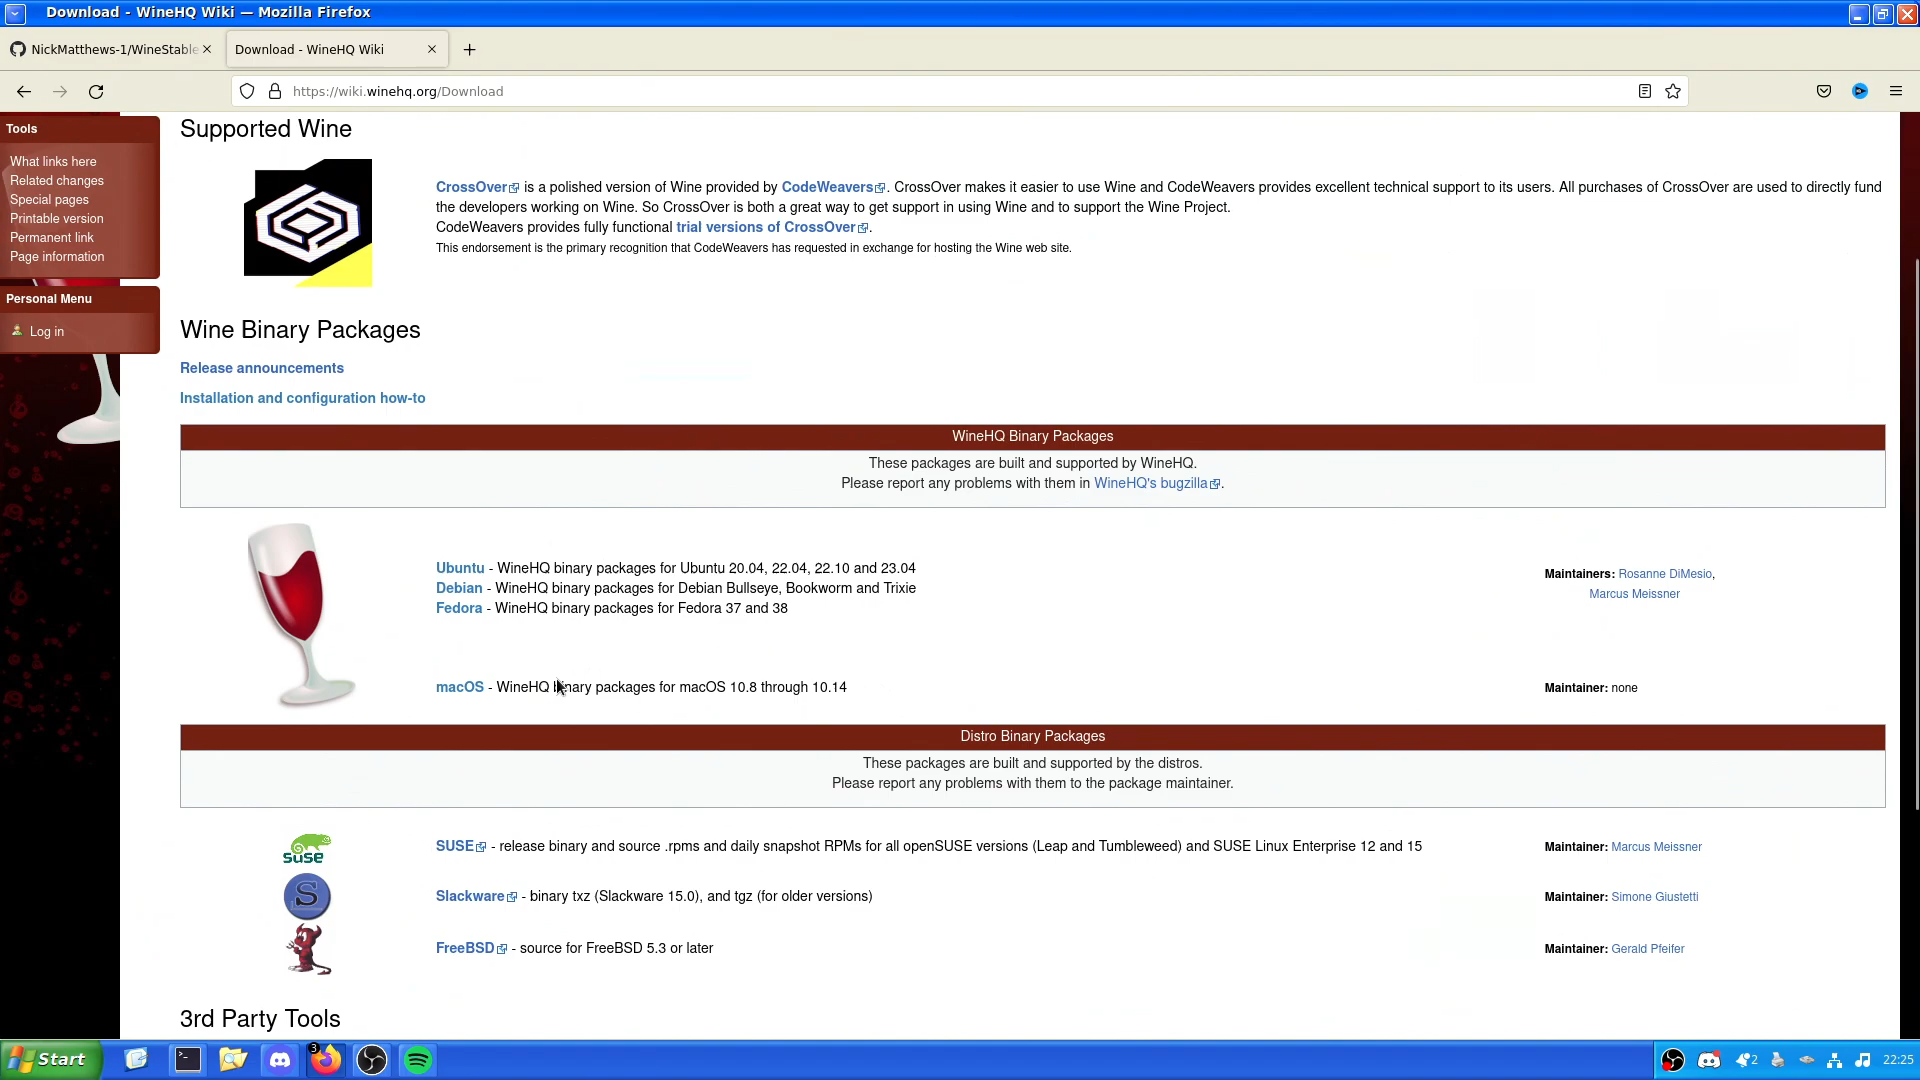 Download - WineHQ Wiki — Mozilla Firefox
NickMatthews-1/WineStable
Download - WineHQ Wiki
https://wiki.winehq.org/Download
Tools
What links here
Related changes
Special pages
Printable version
Permanent link
Page information
Personal Menu
Log in
Supported Wine
CrossOver is a polished version of Wine provided by CodeWeavers. CrossOver makes it easier to use Wine and CodeWeavers provides excellent technical support to its users. All purchases of CrossOver are used to directly fund
the developers working on Wine. So CrossOver is both a great way to get support in using Wine and to support the Wine Project.
CodeWeavers provides fully functional trial versions of CrossOver.
This endorsement is the primary recognition that CodeWeavers has requested in exchange for hosting the Wine web site.
Wine Binary Packages
Release announcements
Installation and configuration how-to
WineHQ Binary Packages
These packages are built and supported by WineHQ.
Please report any problems with them in WineHQ's bugzilla.
Ubuntu - WineHQ binary packages for Ubuntu 20.04, 22.04, 22.10 and 23.04
Debian - WineHQ binary packages for Debian Bullseye, Bookworm and Trixie
Fedora - WineHQ binary packages for Fedora 37 and 38
Maintainers: Rosanne DiMesio,
Marcus Meissner
macOS - WineHQ binary packages for macOS 10.8 through 10.14
Maintainer: none
Distro Binary Packages
These packages are built and supported by the distros.
Please report any problems with them to the package maintainer.
SUSE
SUSE - release binary and source .rpms and daily snapshot RPMs for all openSUSE versions (Leap and Tumbleweed) and SUSE Linux Enterprise 12 and 15
Maintainer: Marcus Meissner
S
Slackware - binary txz (Slackware 15.0), and tgz (for older versions)
Maintainer: Simone Giustetti
FreeBSD - source for FreeBSD 5.3 or later
Maintainer: Gerald Pfeifer
3rd Party Tools
Start
3
2
22:25